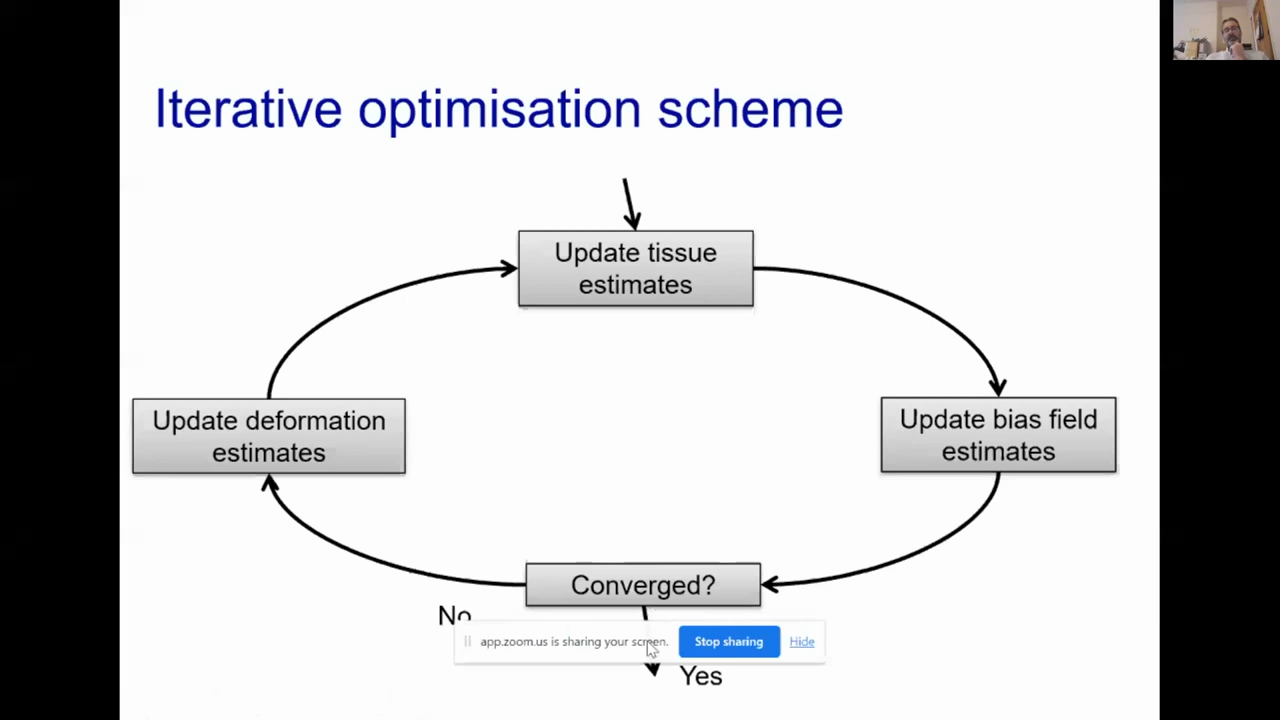 Iterative optimisation scheme
Update tissue
estimates
Update deformation
estimates
Update bias field
estimates
Converged?
No
app.zoom.us is sharing your screen.
Stop sharing
Hide
Yes